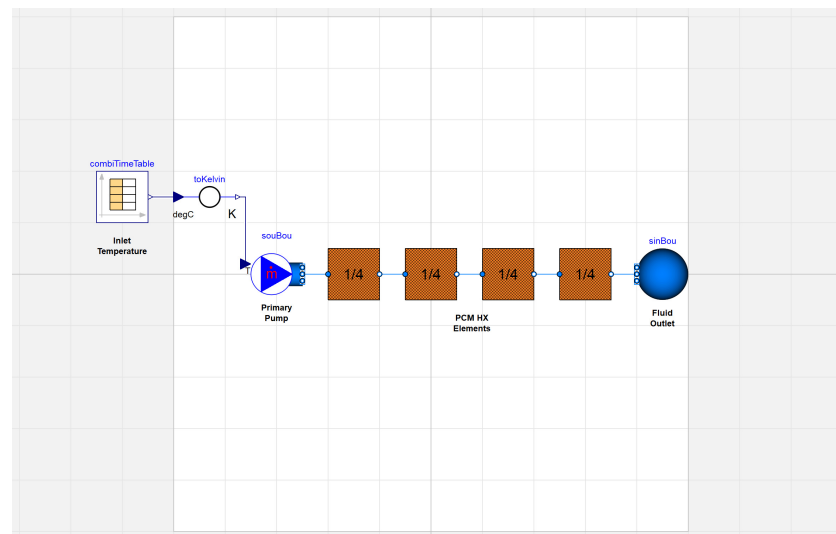 combiTimeTable
toKelvin
degC
K
Inlet
Temperature
souBou
T
ṁ
Primary
Pump
1/4
1/4
1/4
1/4
PCM HX
Elements
sinBou
Fluid
Outlet